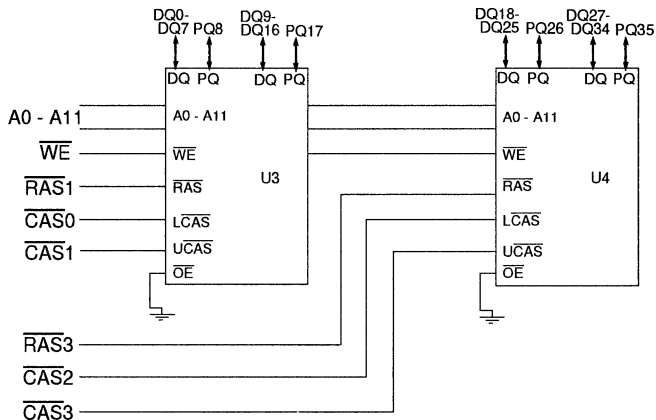 DQ0- DQ9- DQ18- DQ27-
DQ7 PQ8 DQ16 PQ17 DQ25 PQ26 DQ34 PQ35
DQ PQ DQ PQ DQ PQ DQ PQ
A0 - A11 A0 - A11 A0 - A11
WE WE WE
RAS1 RAS U3 RAS U4
CAS0 LCAS LCAS
CAS1 UCAS UCAS
OE OE
RAS3
CAS2
CAS3